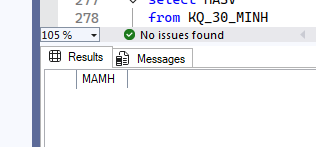 277 select MASV
278 from KQ_30_MINH
105 % No issues found
Results Messages
MAMH